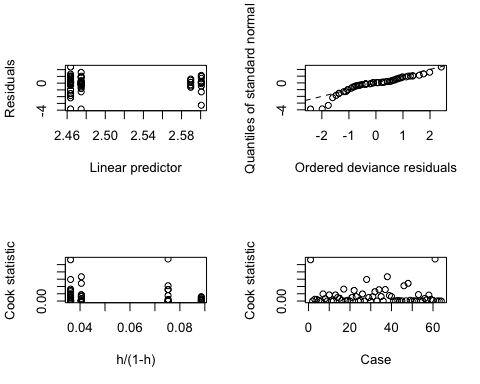 Residuals
0
-4
2.46 2.50 2.54 2.58
Linear predictor
Quantiles of standard normal
0
-4
-2 -1 0 1 2
Ordered deviance residuals
Cook statistic
0.00
0.04 0.06 0.08
h/(1-h)
Cook statistic
0.00
0 20 40 60
Case